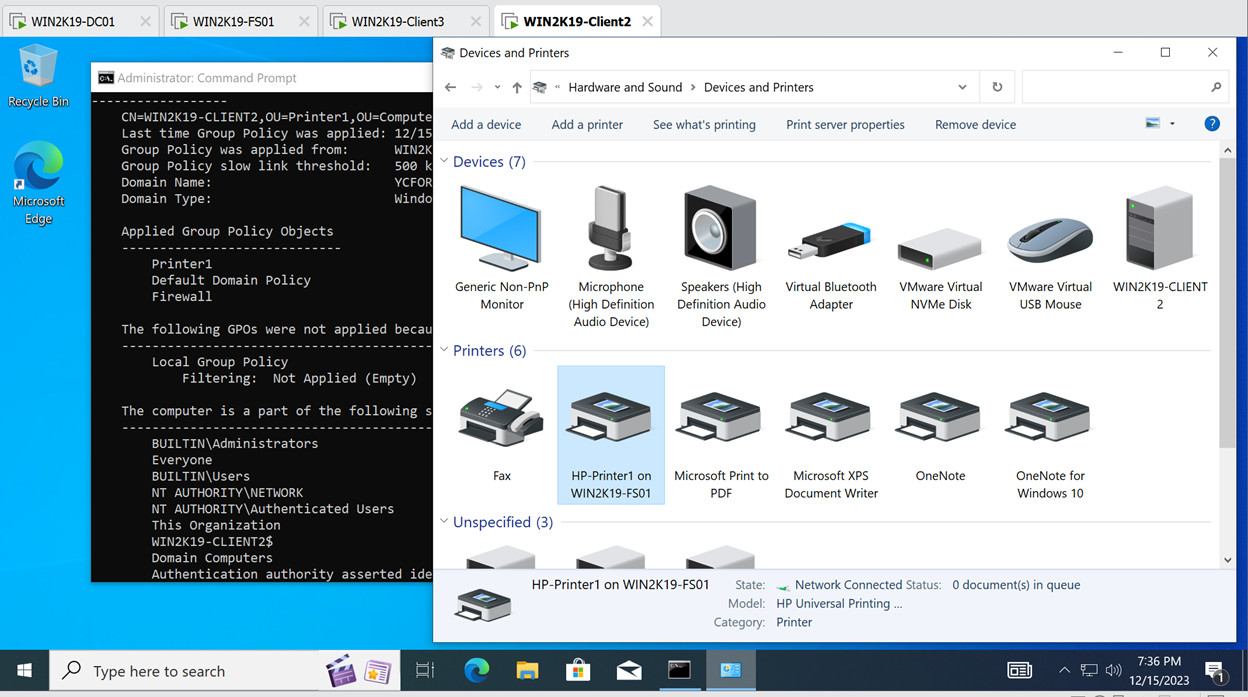 WIN2K19-DC01
WIN2K19-FS01
WIN2K19-Client3
WIN2K19-Client2
Recycle Bin
Microsoft
Edge
Administrator: Command Prompt
--------------------
CN=WIN2K19-CLIENT2,OU=Printer1,OU=Compute
Last time Group Policy was applied: 12/15
Group Policy was applied from: WIN2K
Group Policy slow link threshold: 500 k
Domain Name: YCFOR
Domain Type: Windo
Applied Group Policy Objects
-----------------------------
Printer1
Default Domain Policy
Firewall
The following GPOs were not applied becau
-----------------------------------------
Local Group Policy
Filtering: Not Applied (Empty)
The computer is a part of the following s
-----------------------------------------
BUILTIN\Administrators
Everyone
BUILTIN\Users
NT AUTHORITY\NETWORK
NT AUTHORITY\Authenticated Users
This Organization
WIN2K19-CLIENT2$
Domain Computers
Authentication authority asserted ide
Devices and Printers
« Hardware and Sound > Devices and Printers
Add a device Add a printer See what's printing Print server properties Remove device
Devices (7)
Generic Non-PnP
Monitor
Microphone
(High Definition
Audio Device)
Speakers (High
Definition Audio
Device)
Virtual Bluetooth
Adapter
VMware Virtual
NVMe Disk
VMware Virtual
USB Mouse
WIN2K19-CLIENT
2
Printers (6)
Fax
HP-Printer1 on
WIN2K19-FS01
Microsoft Print to
PDF
Microsoft XPS
Document Writer
OneNote
OneNote for
Windows 10
Unspecified (3)
HP-Printer1 on WIN2K19-FS01
State: Network Connected Status: 0 document(s) in queue
Model: HP Universal Printing ...
Category: Printer
Type here to search
7:36 PM
12/15/2023
1